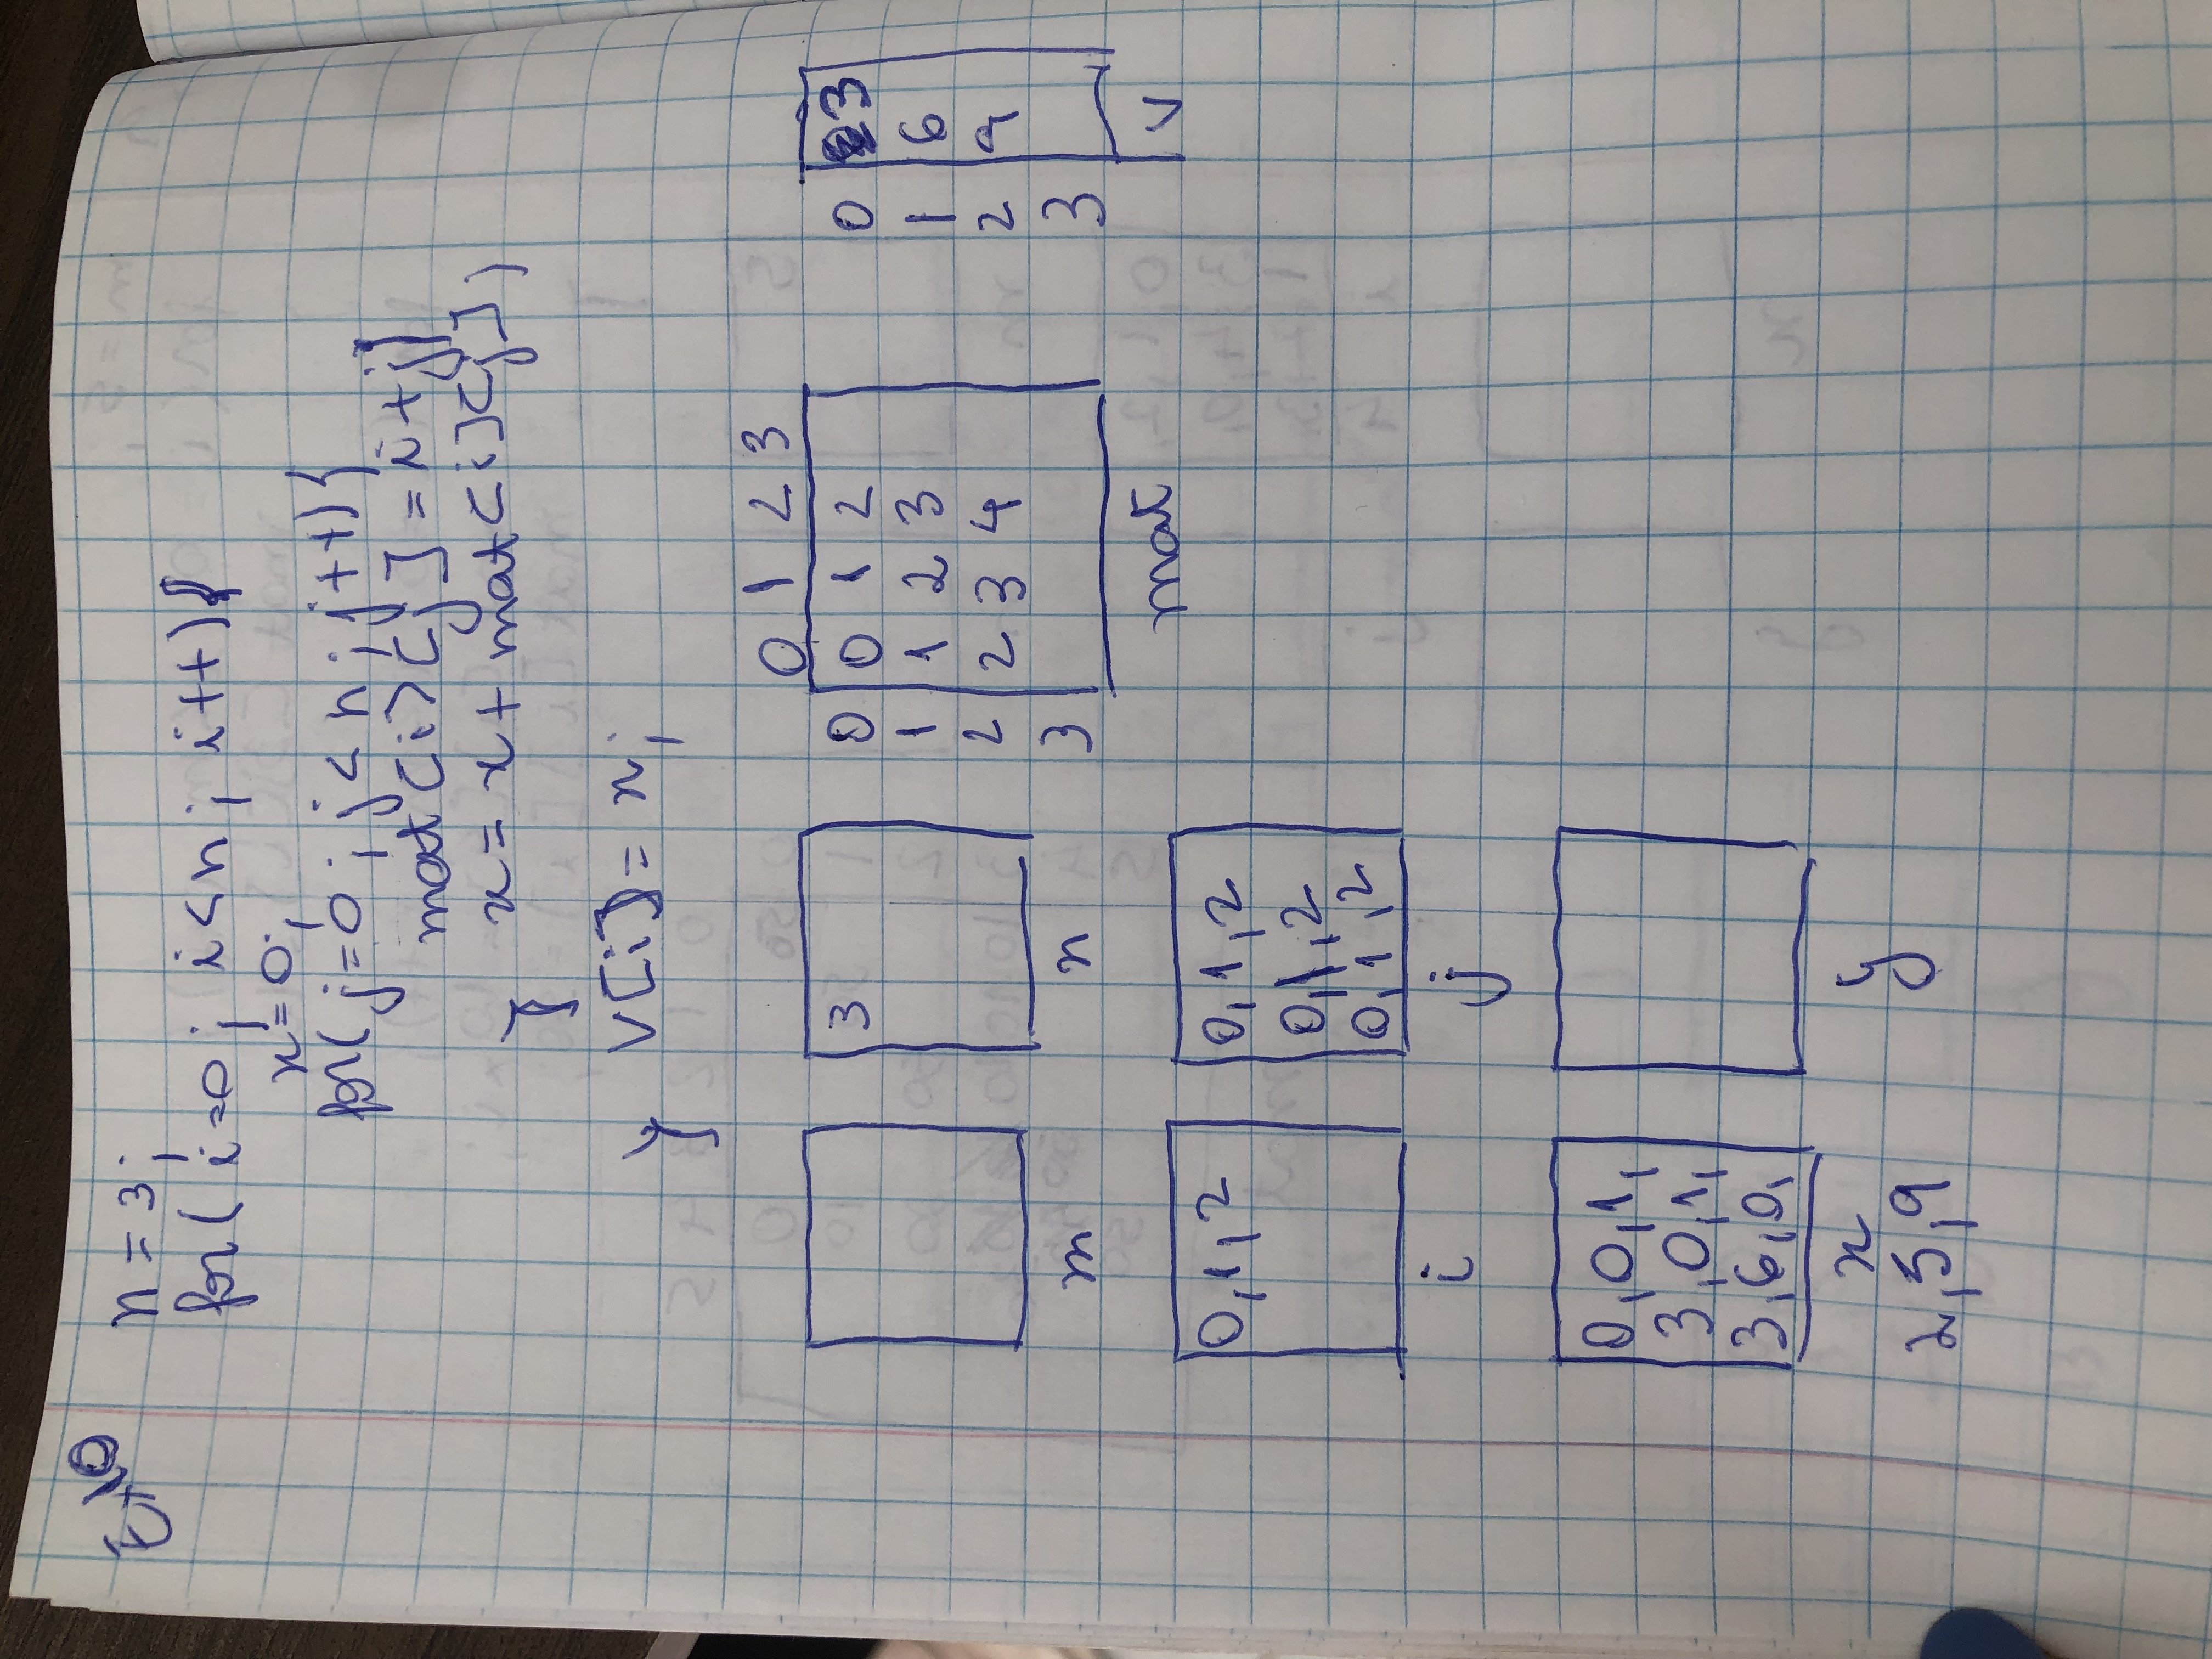 Ex10
n = 3;
for( i=0; i<n; i++){
x=0;
for( j=0; j<n; j++){
mat[i][j] = i+j;
x = x + mat[i][j];
}
V[i] = x;
}
0 1 2 3
3
0 0 1 2
1 1 2 3
2 2 3 4
3
0 3
1 6
2 9
3
m
n
mat
V
0,1,2
0,1,2
0,1,2
0,1,2
i
j
0,0,1,
3,0,1,
3,6,0,
x
y
2,5,9